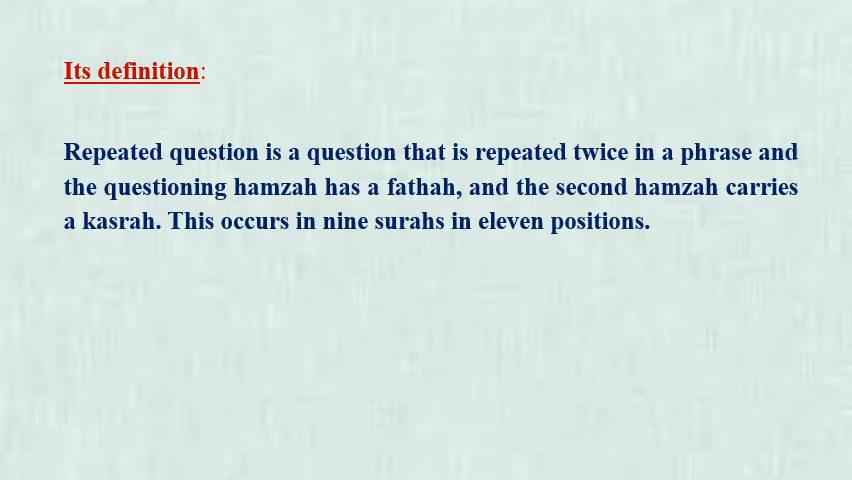 Its definition:
Repeated question is a question that is repeated twice in a phrase and
the questioning hamzah has a fathah, and the second hamzah carries
a kasrah. This occurs in nine surahs in eleven positions.